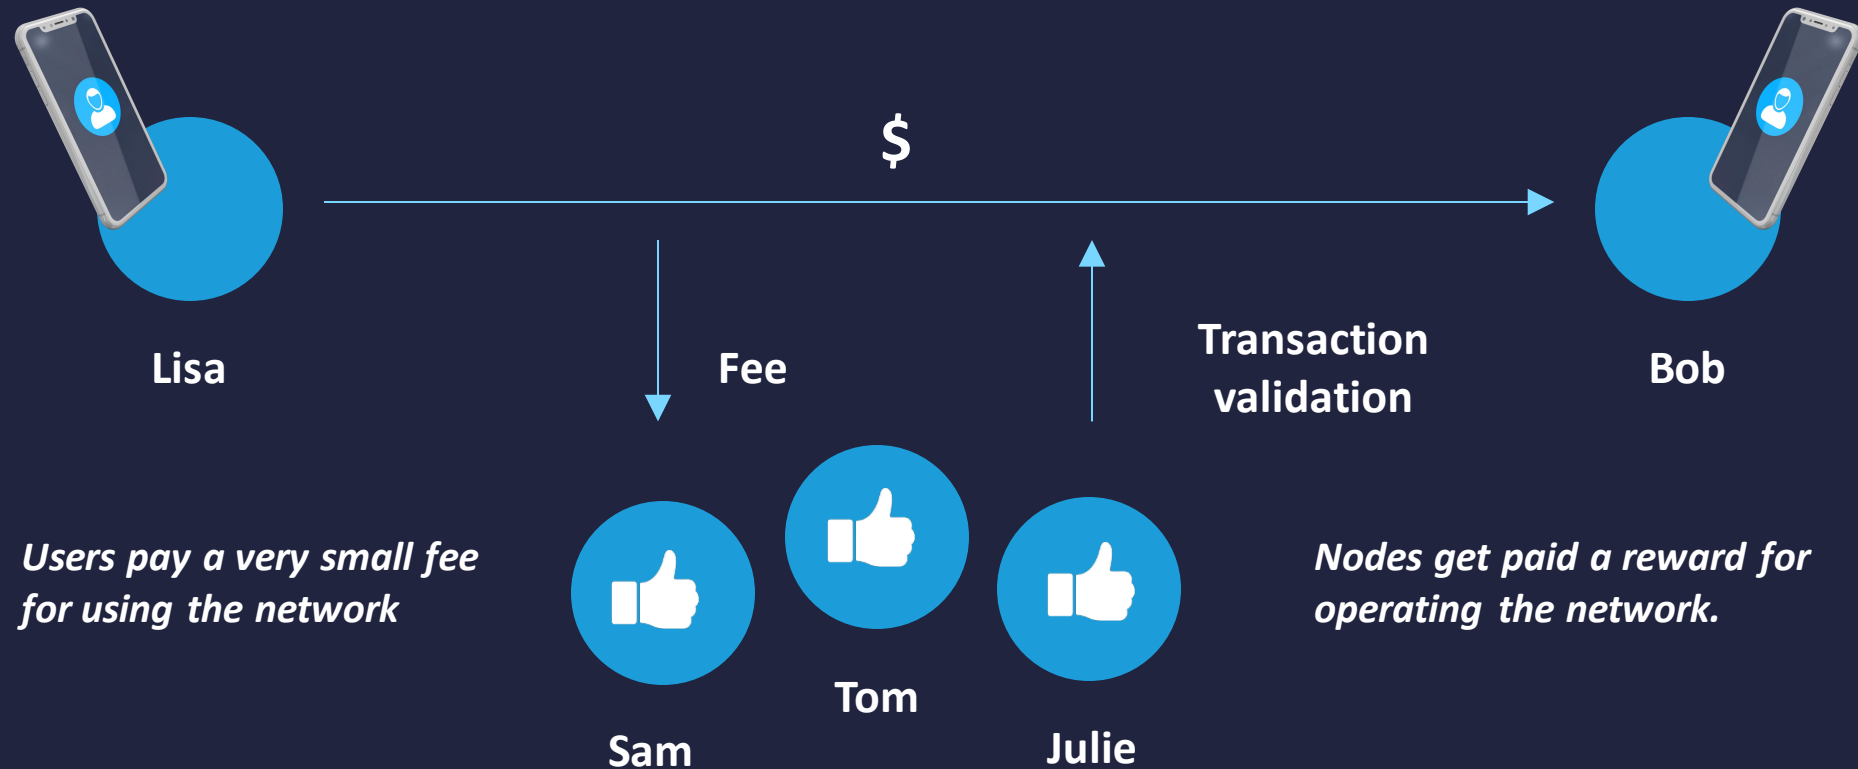 $
Lisa
Fee
Transaction
validation
Bob
Users pay a very small fee
for using the network
Nodes get paid a reward for
operating the network.
Tom
Sam
Julie